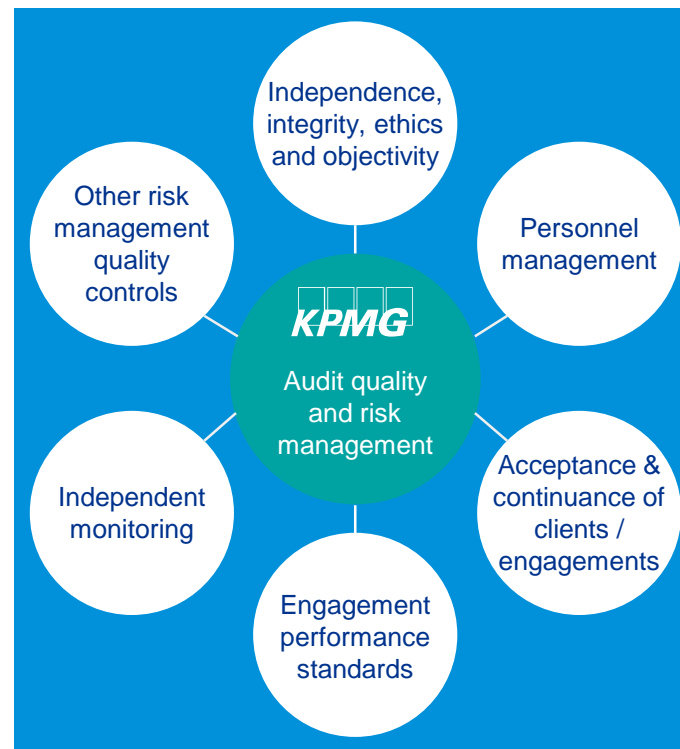 Independence,
integrity, ethics
and objectivity
Other risk
management
quality
controls
Personnel
management
KPMG
Audit quality
and risk
management
Independent
monitoring
Acceptance &
continuance of
clients /
engagements
Engagement
performance
standards